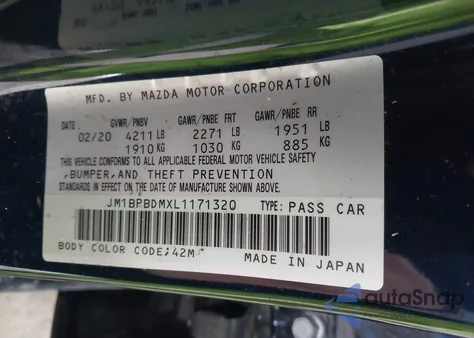 MFD. BY MAZDA MOTOR CORPORATION
GVWR/PNBV GAWR/PNBE FRT GAWR/PNBE RR
02/20 4211 LB 2271 LB 1951 LB
1910 KG 1030 KG 885 KG
THIS VEHICLE CONFORMS TO ALL APPLICABLE FEDERAL MOTOR VEHICLE SAFETY
,BUMPER,AND THEFT PREVENTION
STANDARDS IN EFFECT ON THE DATE OF MANUFACTURE SHOWN ABOVE.
JM1BPBDMXL1171320 TYPE: PASS CAR
BODY COLOR CODE;42M
MADE IN JAPAN
autoSnap